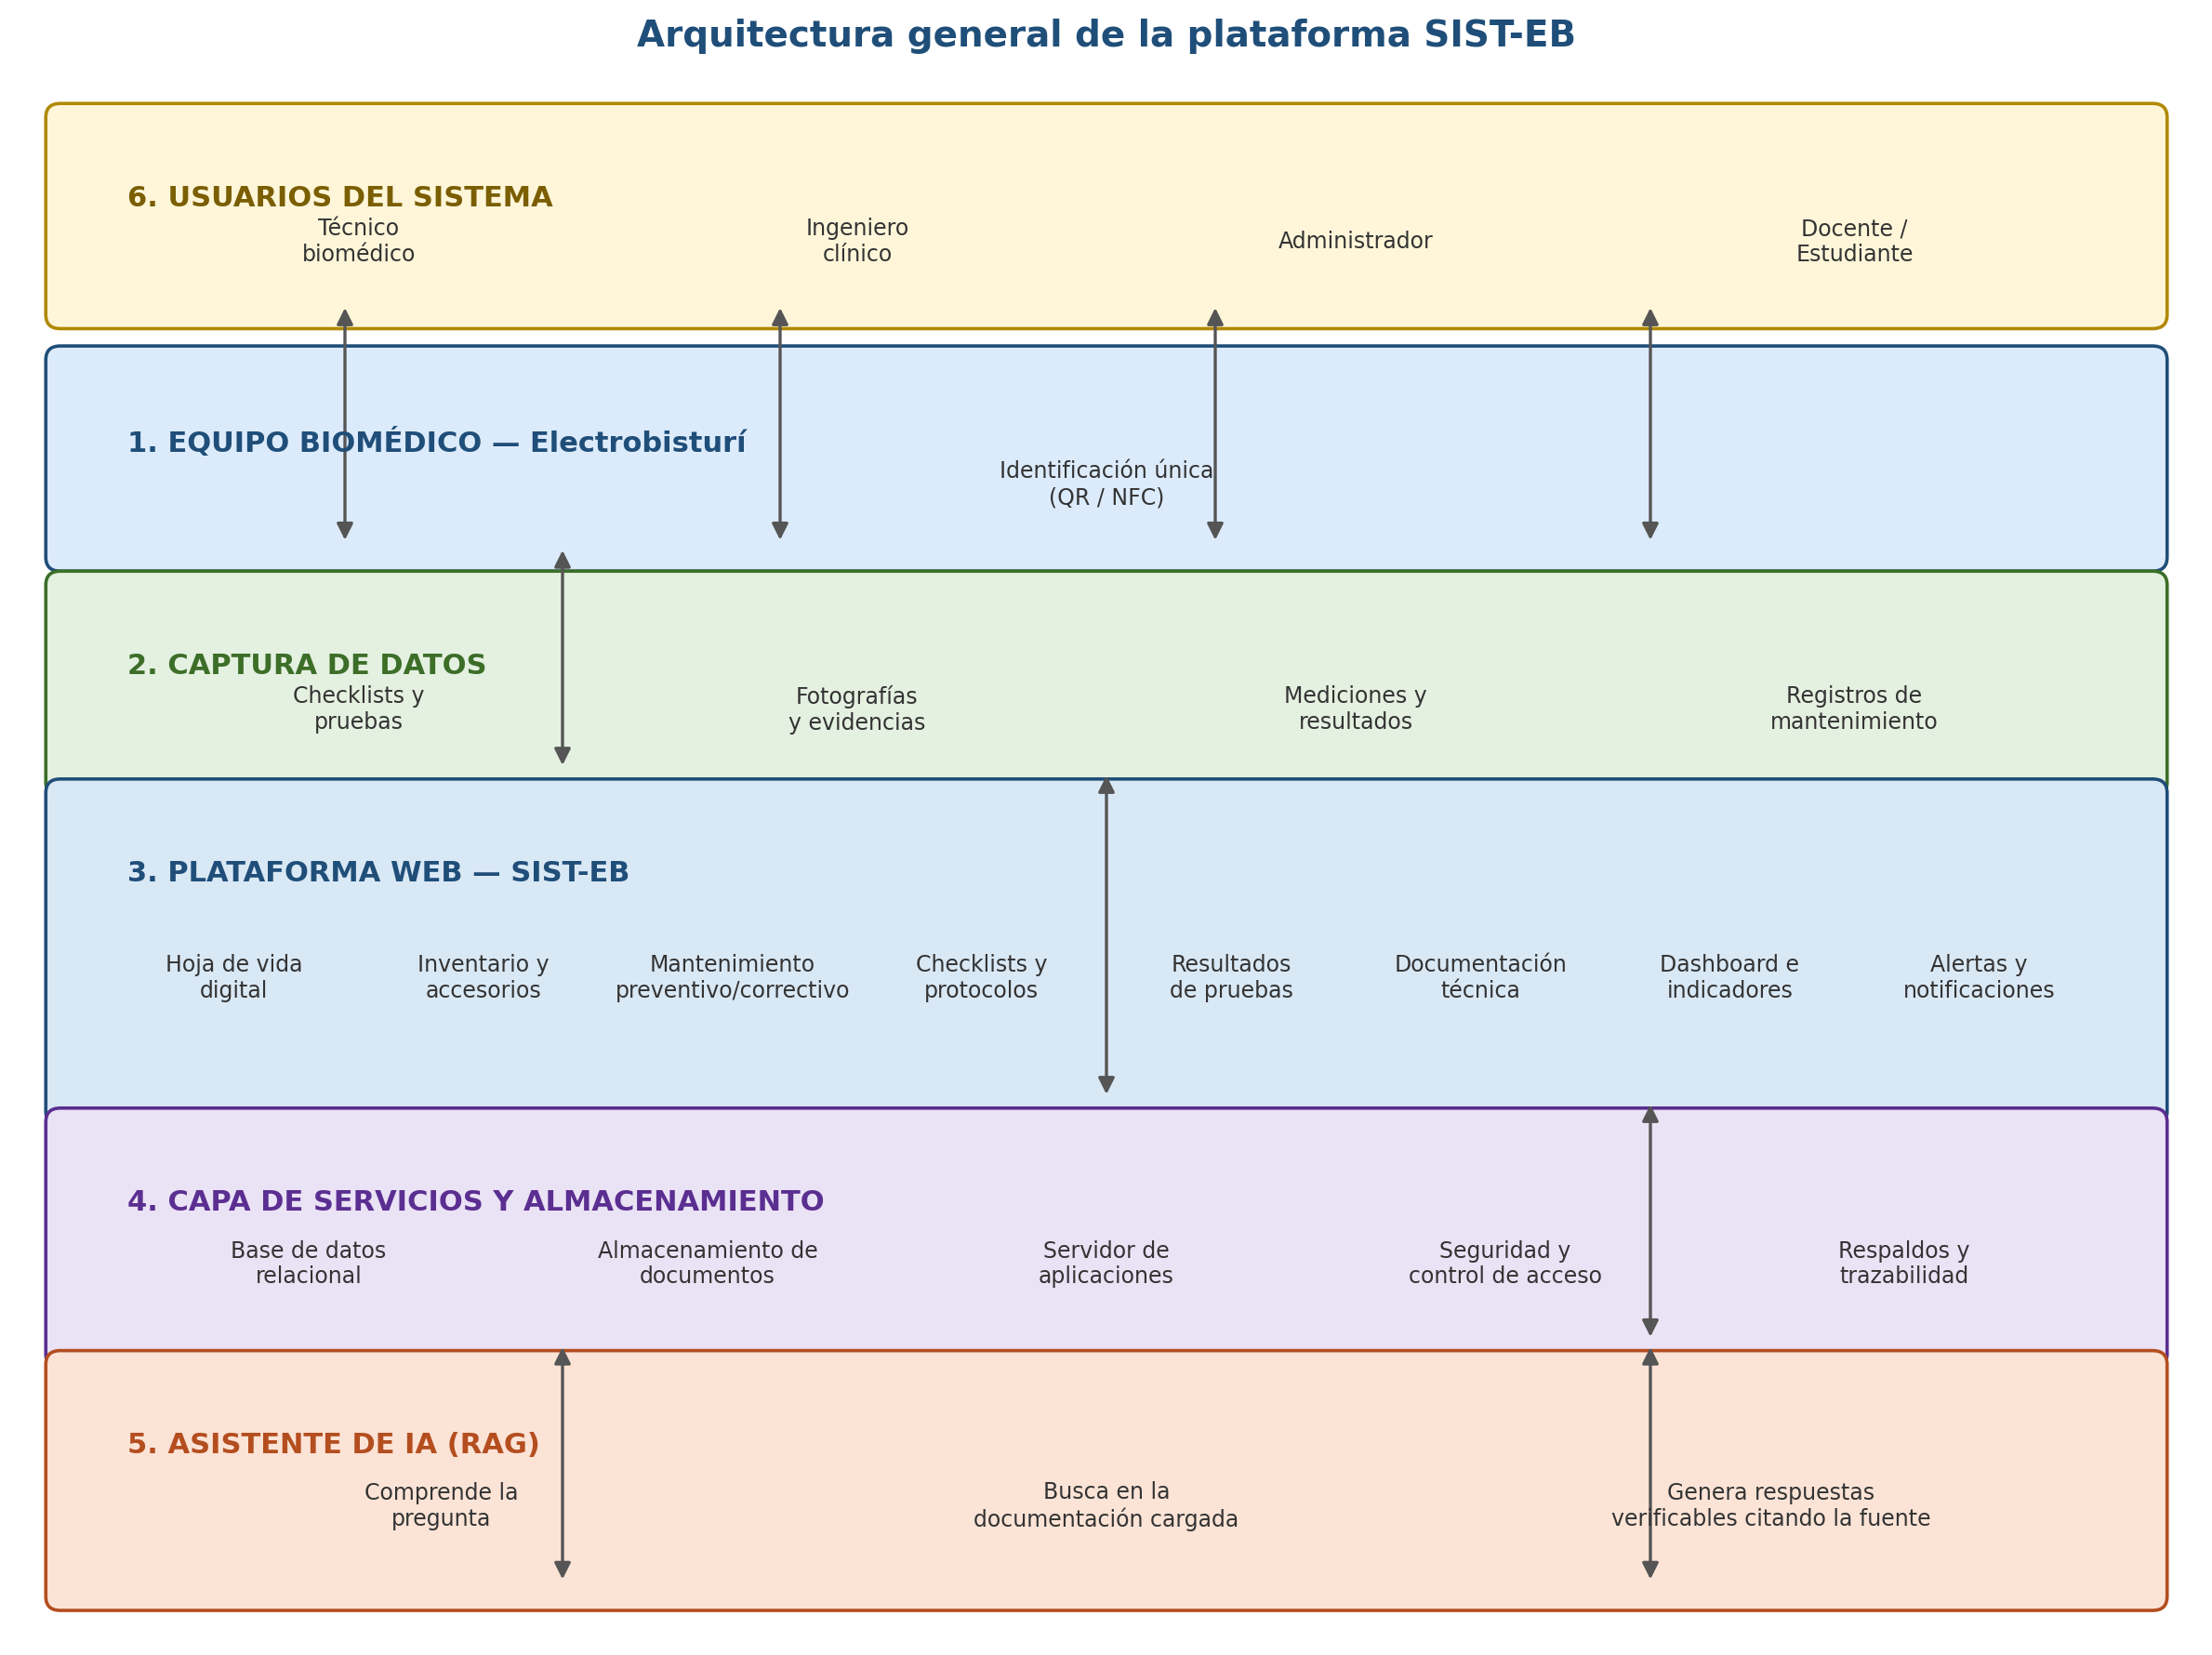 Arquitectura general de la plataforma SIST-EB
6. USUARIOS DEL SISTEMA
Técnico
biomédico
Ingeniero
clínico
Administrador
Docente /
Estudiante
1. EQUIPO BIOMÉDICO — Electrobisturí
Identificación única
(QR / NFC)
2. CAPTURA DE DATOS
Checklists y
pruebas
Fotografías
y evidencias
Mediciones y
resultados
Registros de
mantenimiento
3. PLATAFORMA WEB — SIST-EB
Hoja de vida
digital
Inventario y
accesorios
Mantenimiento
preventivo/correctivo
Checklists y
protocolos
Resultados
de pruebas
Documentación
técnica
Dashboard e
indicadores
Alertas y
notificaciones
4. CAPA DE SERVICIOS Y ALMACENAMIENTO
Base de datos
relacional
Almacenamiento de
documentos
Servidor de
aplicaciones
Seguridad y
control de acceso
Respaldos y
trazabilidad
5. ASISTENTE DE IA (RAG)
Comprende la
pregunta
Busca en la
documentación cargada
Genera respuestas
verificables citando la fuente